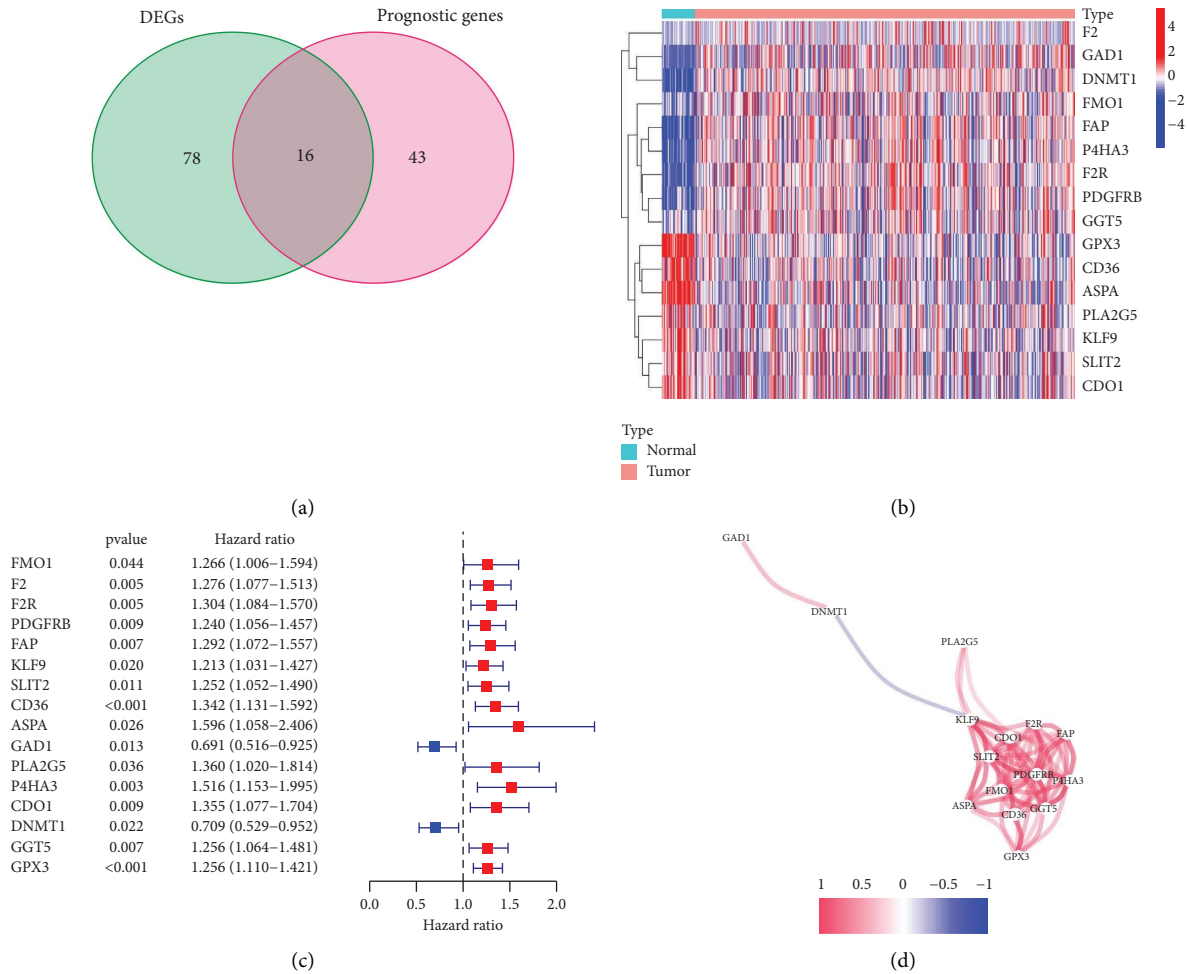 DEGs
Prognostic genes
78
16
43
(a)
Type
F2
GAD1
DNMT1
FMO1
FAP
P4HA3
F2R
PDGFRB
GGT5
GPX3
CD36
ASPA
PLA2G5
KLF9
SLIT2
CDO1
4
2
0
−2
−4
Type
Normal
Tumor
(b)
pvalue Hazard ratio
FMO1 0.044 1.266 (1.006−1.594)
F2 0.005 1.276 (1.077−1.513)
F2R 0.005 1.304 (1.084−1.570)
PDGFRB 0.009 1.240 (1.056−1.457)
FAP 0.007 1.292 (1.072−1.557)
KLF9 0.020 1.213 (1.031−1.427)
SLIT2 0.011 1.252 (1.052−1.490)
CD36 <0.001 1.342 (1.131−1.592)
ASPA 0.026 1.596 (1.058−2.406)
GAD1 0.013 0.691 (0.516−0.925)
PLA2G5 0.036 1.360 (1.020−1.814)
P4HA3 0.003 1.516 (1.153−1.995)
CDO1 0.009 1.355 (1.077−1.704)
DNMT1 0.022 0.709 (0.529−0.952)
GGT5 0.007 1.256 (1.064−1.481)
GPX3 <0.001 1.256 (1.110−1.421)
0.0 0.5 1.0 1.5 2.0
Hazard ratio
(c)
GAD1
DNMT1
PLA2G5
KLF9
F2R
CDO1
FAP
SLIT2
PDGFRB
P4HA3
FMO1
ASPA
GGT5
CD36
GPX3
1 0.5 0 −0.5 −1
(d)